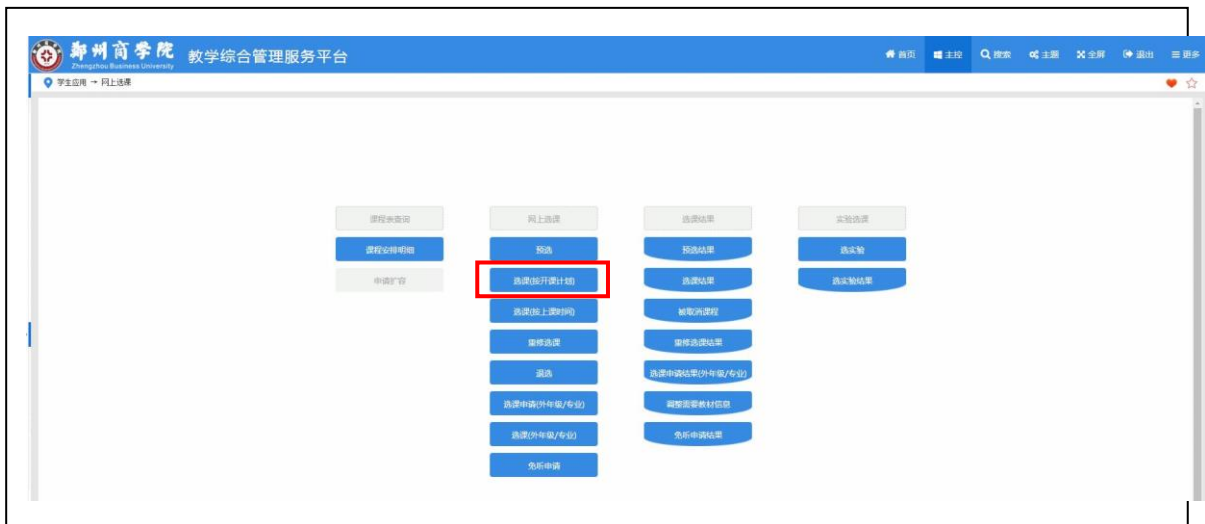 郑州商学院 教学综合管理服务平台 首页 主控 搜索 主题 全屏 退出 更多
Zhengzhou Business University
学生应用 → 网上选课
课程表查询 网上选课 选课结果 实验选课
课程安排明细 预选 预选结果 选实验
申请扩容 选课(按开课计划) 选课结果 选实验结果
选课(按上课时间) 被取消课程
重修选课 重修选课结果
退选 选课申请结果(外年级/专业)
选课申请(外年级/专业) 调整需要教材信息
选课(外年级/专业) 免听申请结果
免听申请